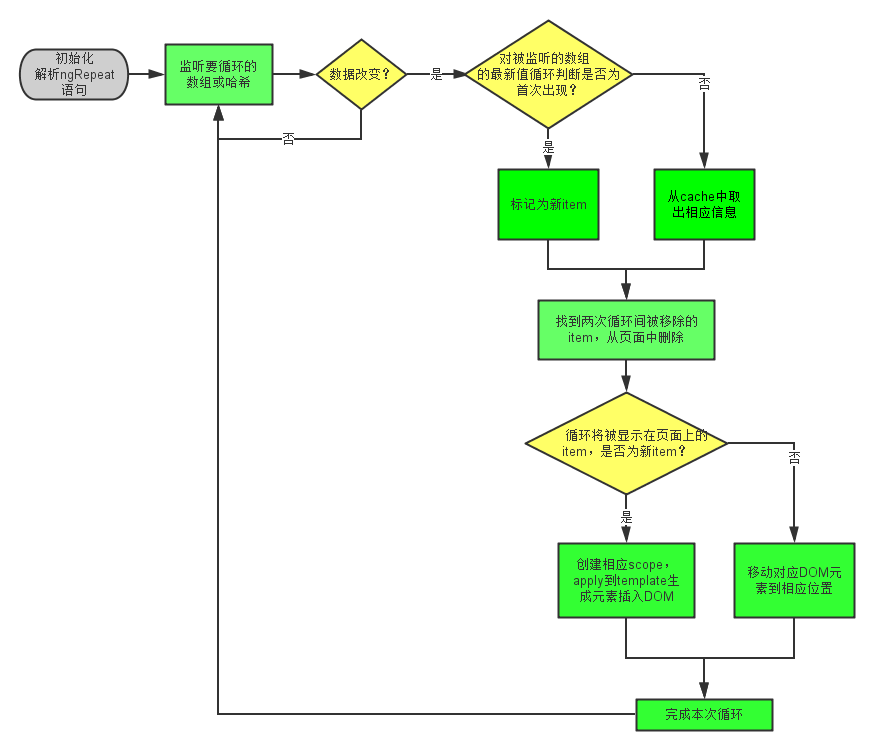 初始化
解析ngRepeat
语句
监听要循环的
数组或哈希
数据改变？
是
否
对被监听的数组
的最新值循环判断是否为
首次出现？
是
否
标记为新item
从cache中取
出相应信息
找到两次循环间被移除的
item，从页面中删除
循环将被显示在页面上的
item，是否为新item？
是
否
创建相应scope，
apply到template生
成元素插入DOM
移动对应DOM元
素到相应位置
完成本次循环